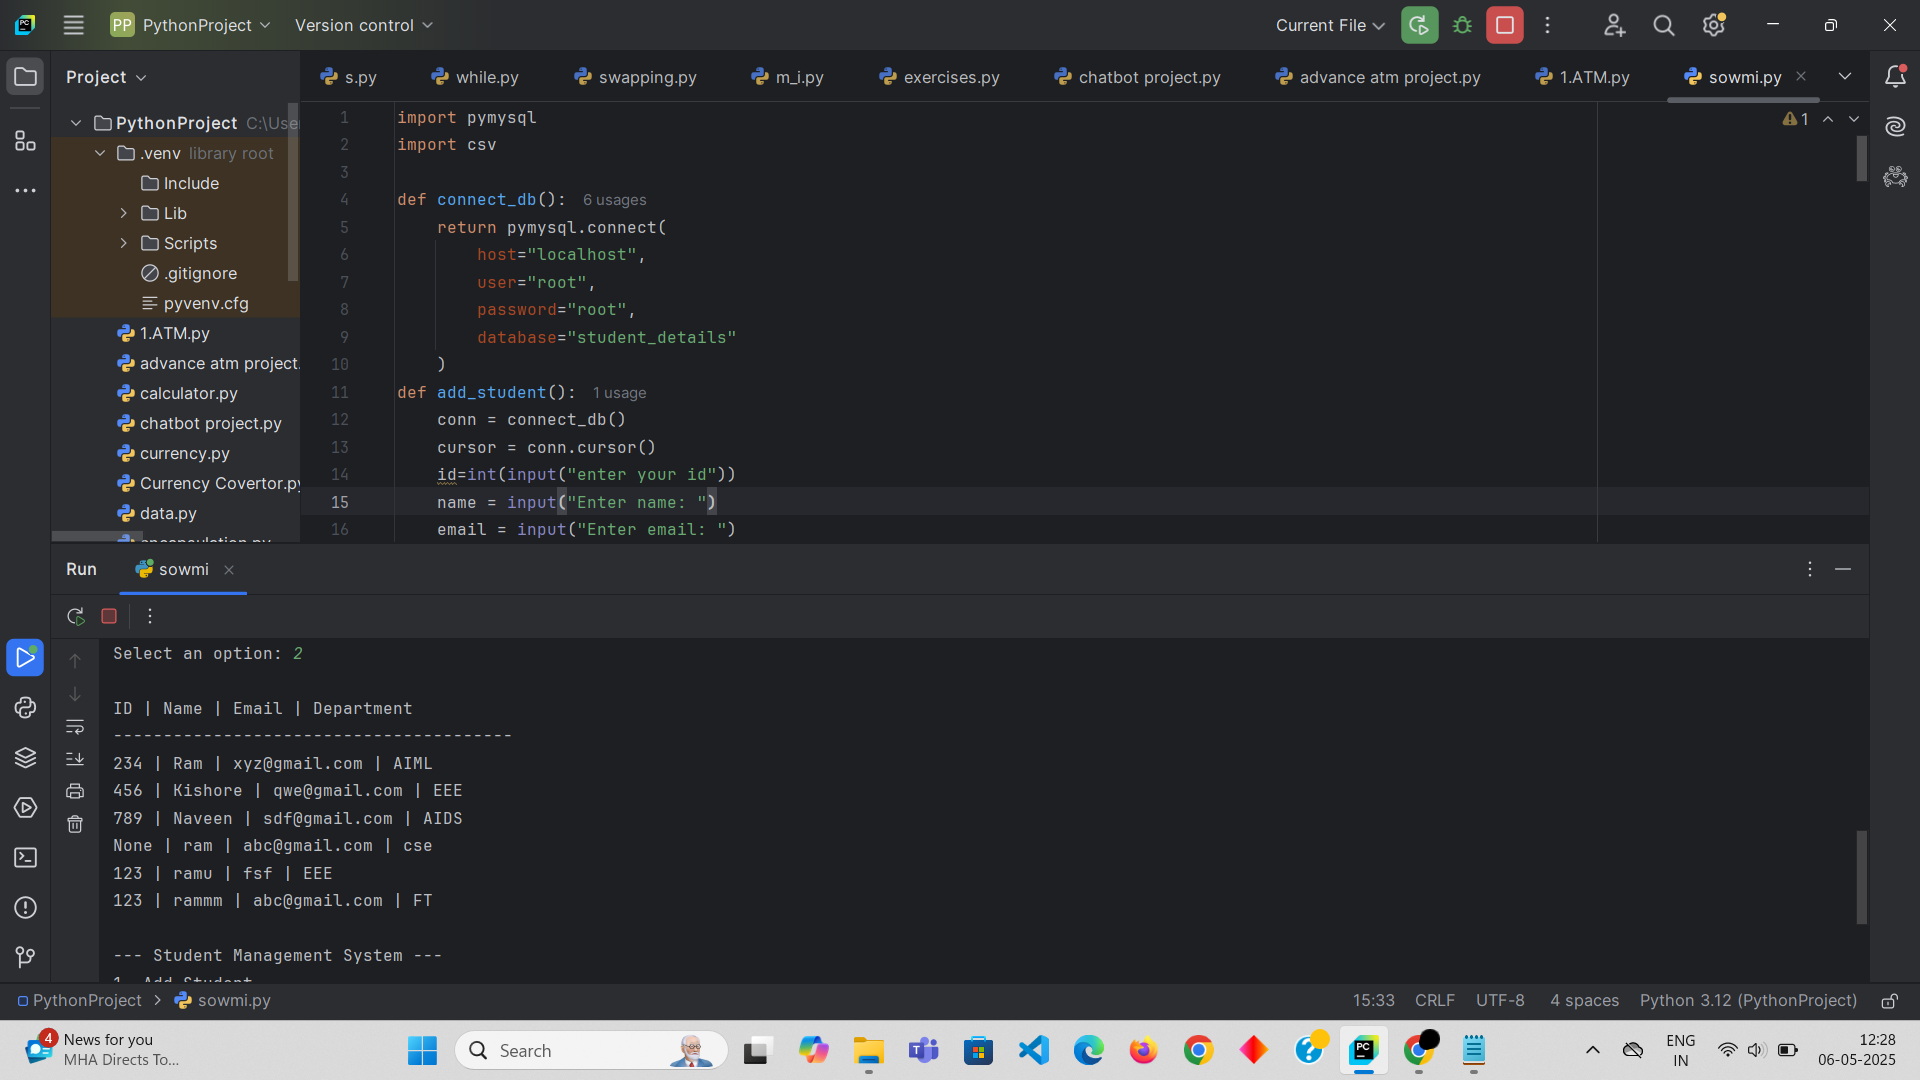 PP PythonProject Version control Current File
Project s.py while.py swapping.py m_i.py exercises.py chatbot project.py advance atm project.py 1.ATM.py sowmi.py
PythonProject C:\Use
.venv library root
Include
Lib
Scripts
.gitignore
pyvenv.cfg
1.ATM.py
advance atm project.
calculator.py
chatbot project.py
currency.py
Currency Covertor.py
data.py
encapsulation.py
1 import pymysql 1
2 import csv
3
4 def connect_db(): 6 usages
5 return pymysql.connect(
6 host="localhost",
7 user="root",
8 password="root",
9 database="student_details"
10 )
11 def add_student(): 1 usage
12 conn = connect_db()
13 cursor = conn.cursor()
14 id=int(input("enter your id"))
15 name = input("Enter name: ")
16 email = input("Enter email: ")
Run sowmi
Select an option: 2
ID | Name | Email | Department
----------------------------------------
234 | Ram | xyz@gmail.com | AIML
456 | Kishore | qwe@gmail.com | EEE
789 | Naveen | sdf@gmail.com | AIDS
None | ram | abc@gmail.com | cse
123 | ramu | fsf | EEE
123 | rammm | abc@gmail.com | FT
--- Student Management System ---
1. Add Student
PythonProject > sowmi.py 15:33 CRLF UTF-8 4 spaces Python 3.12 (PythonProject)
4 News for you
MHA Directs To...
Search
ENG
IN
12:28
06-05-2025